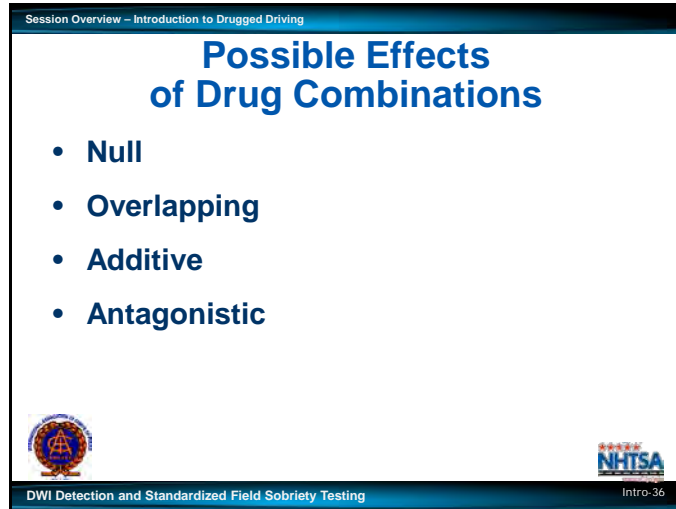 Session Overview – Introduction to Drugged Driving
Possible Effects
of Drug Combinations
• Null
• Overlapping
• Additive
• Antagonistic
NHTSA
DWI Detection and Standardized Field Sobriety Testing
Intro-36